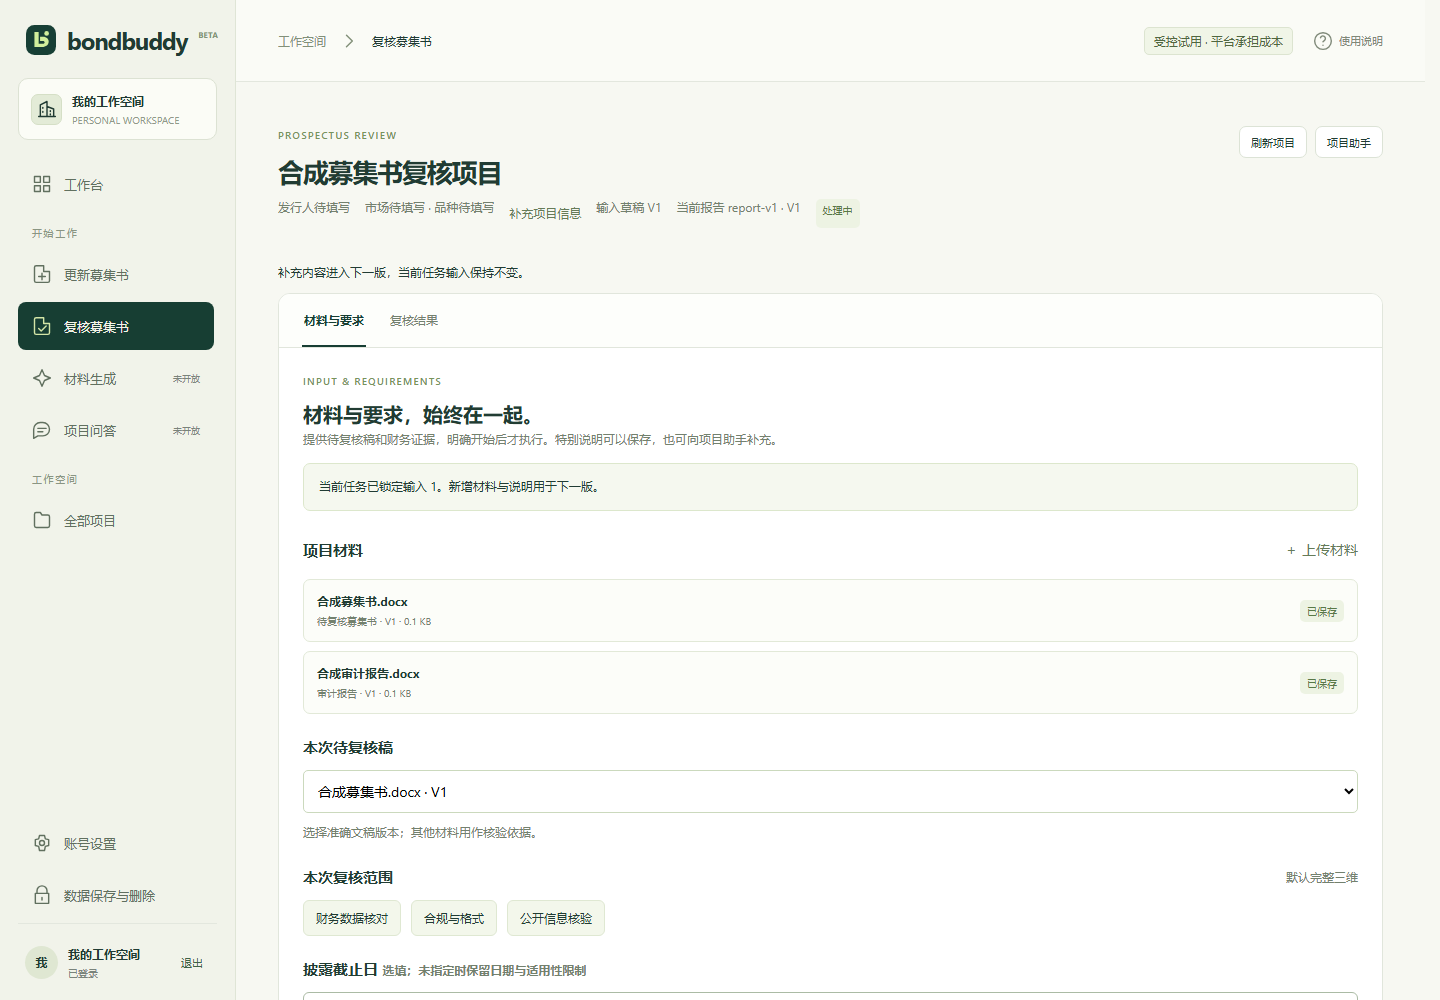 bondbuddy BETA
我的工作空间
PERSONAL WORKSPACE
工作台
开始工作
更新募集书
复核募集书
材料生成 未开放
项目问答 未开放
工作空间
全部项目
账号设置
数据保存与删除
我 我的工作空间
已登录
退出
工作空间 复核募集书
受控试用 · 平台承担成本
? 使用说明
PROSPECTUS REVIEW
合成募集书复核项目
刷新项目 项目助手
发行人待填写 市场待填写 · 品种待填写 补充项目信息 输入草稿 V1 当前报告 report-v1 · V1 处理中
补充内容进入下一版，当前任务输入保持不变。
材料与要求 复核结果
INPUT & REQUIREMENTS
材料与要求，始终在一起。
提供待复核稿和财务证据，明确开始后才执行。特别说明可以保存，也可向项目助手补充。
当前任务已锁定输入 1。新增材料与说明用于下一版。
项目材料 + 上传材料
合成募集书.docx
待复核募集书 · V1 · 0.1 KB
已保存
合成审计报告.docx
审计报告 · V1 · 0.1 KB
已保存
本次待复核稿
合成募集书.docx · V1
选择准确文稿版本；其他材料用作核验依据。
本次复核范围 默认完整三维
财务数据核对 合规与格式 公开信息核验
披露截止日 选填；未指定时保留日期与适用性限制